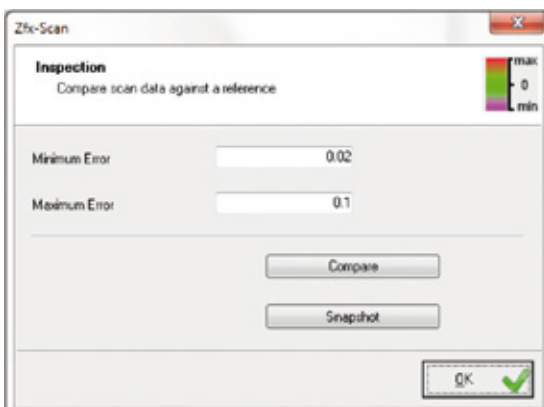 Zfx-Scan
Inspection
Compare scan data against a reference
max
0
min
Minimum Error 0.02
Maximum Error 0.1
Compare
Snapshot
OK